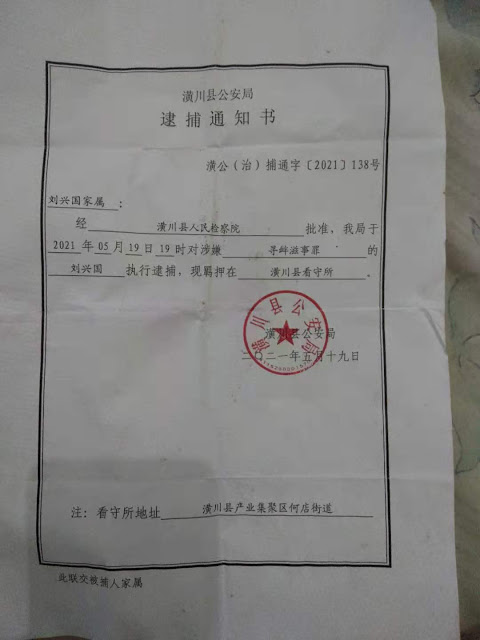 潢川县公安局
逮捕通知书
潢公（治）捕通字〔2021〕138号
刘兴国家属：
经 潢川县人民检察院 批准，我局于
2021 年 05 月 19 日 19 时对涉嫌 寻衅滋事罪 的
刘兴国 执行逮捕，现羁押在 潢川县看守所 。
潢川县公安局
潢川县公安局
二〇二一年五月十九日
注：看守所地址 潢川县产业集聚区何店街道
此联交被捕人家属